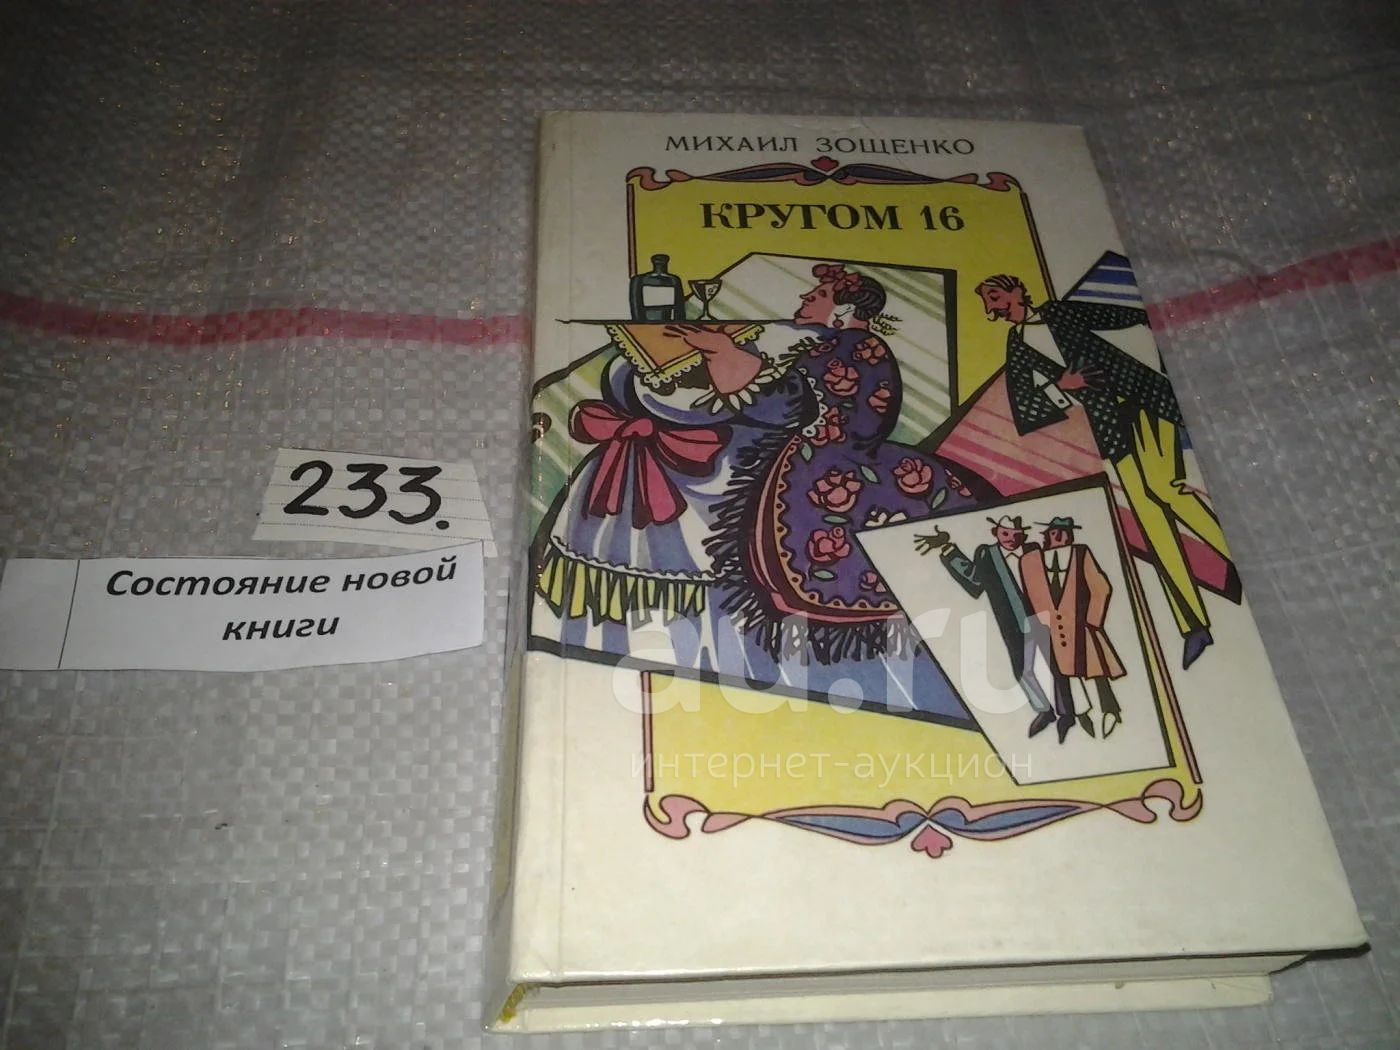 МИХАИЛ ЗОЩЕНКО
КРУГОМ 16
233.
Состояние новой
книги
au.ru
интернет-аукцион